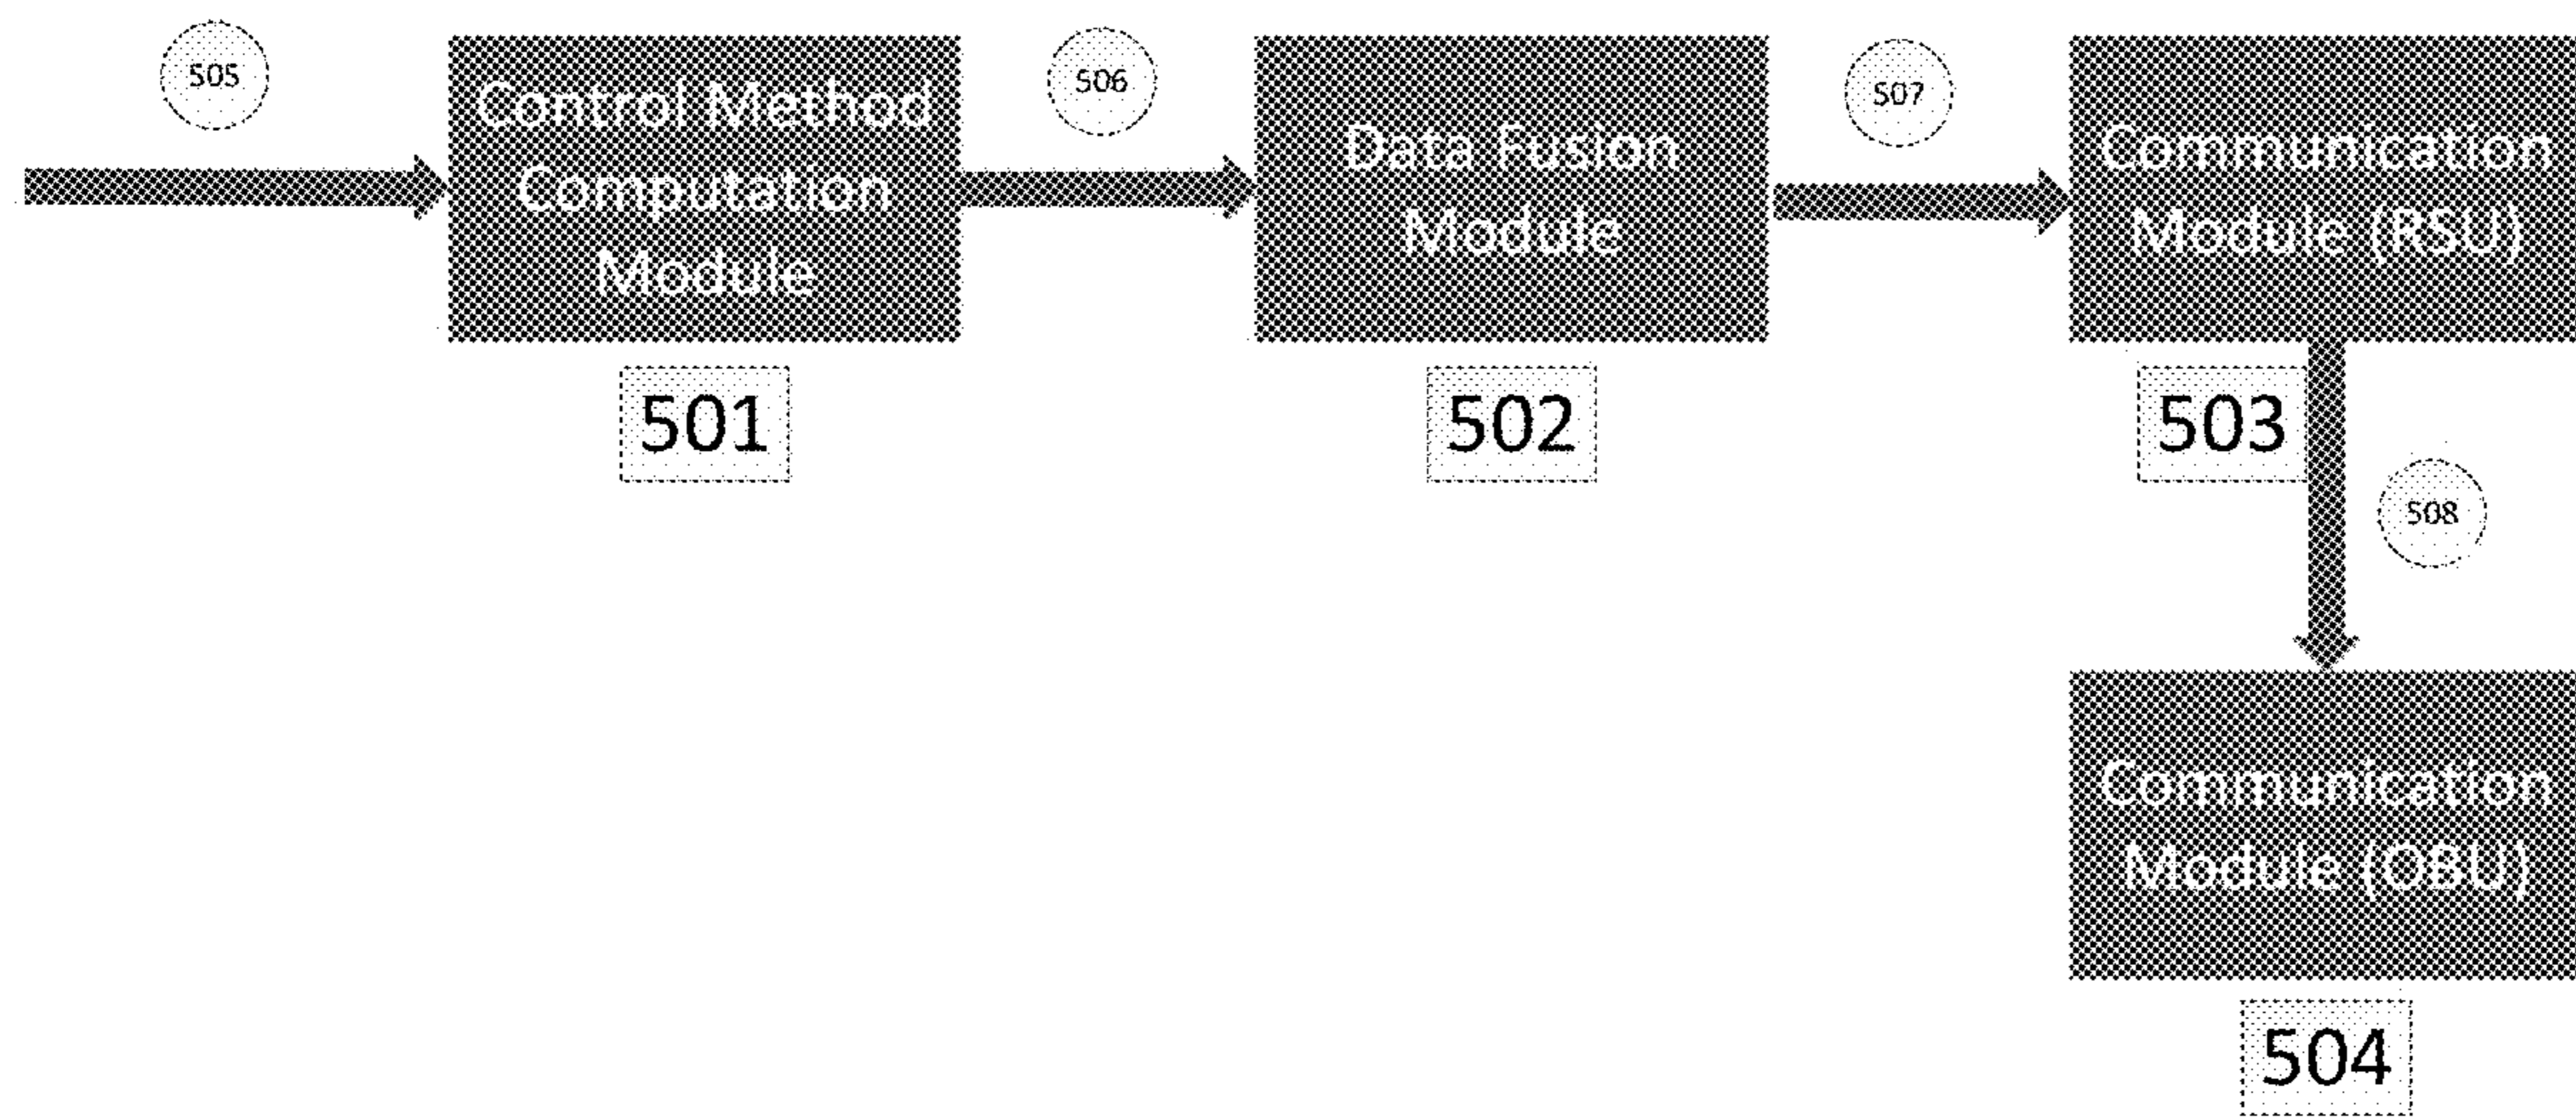 505
506
507
Control Method
Computation
Module
Data Fusion
Module
Communication
Module (RSU)
501
502
503
508
Communication
Module (OBU)
504